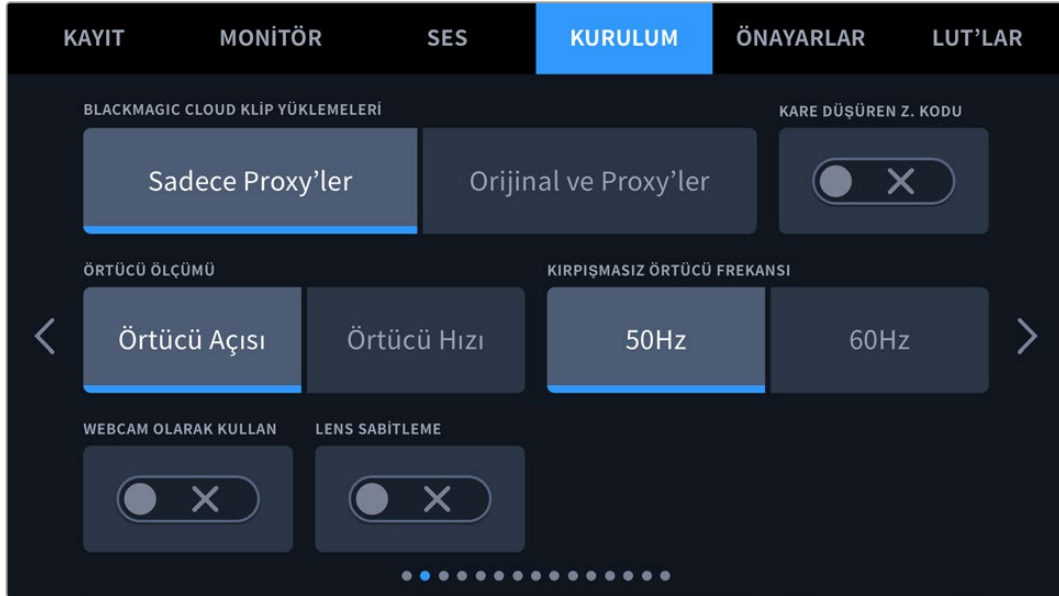 KAYIT MONİTÖR SES KURULUM ÖNAYARLAR LUT'LAR
BLACKMAGIC CLOUD KLİP YÜKLEMELERİ KARE DÜŞÜREN Z. KODU
Sadece Proxy'ler Orijinal ve Proxy'ler
ÖRTÜCÜ ÖLÇÜMÜ KIRPIŞMASIZ ÖRTÜCÜ FREKANSI
Örtücü Açısı Örtücü Hızı 50Hz 60Hz
WEBCAM OLARAK KULLAN LENS SABİTLEME